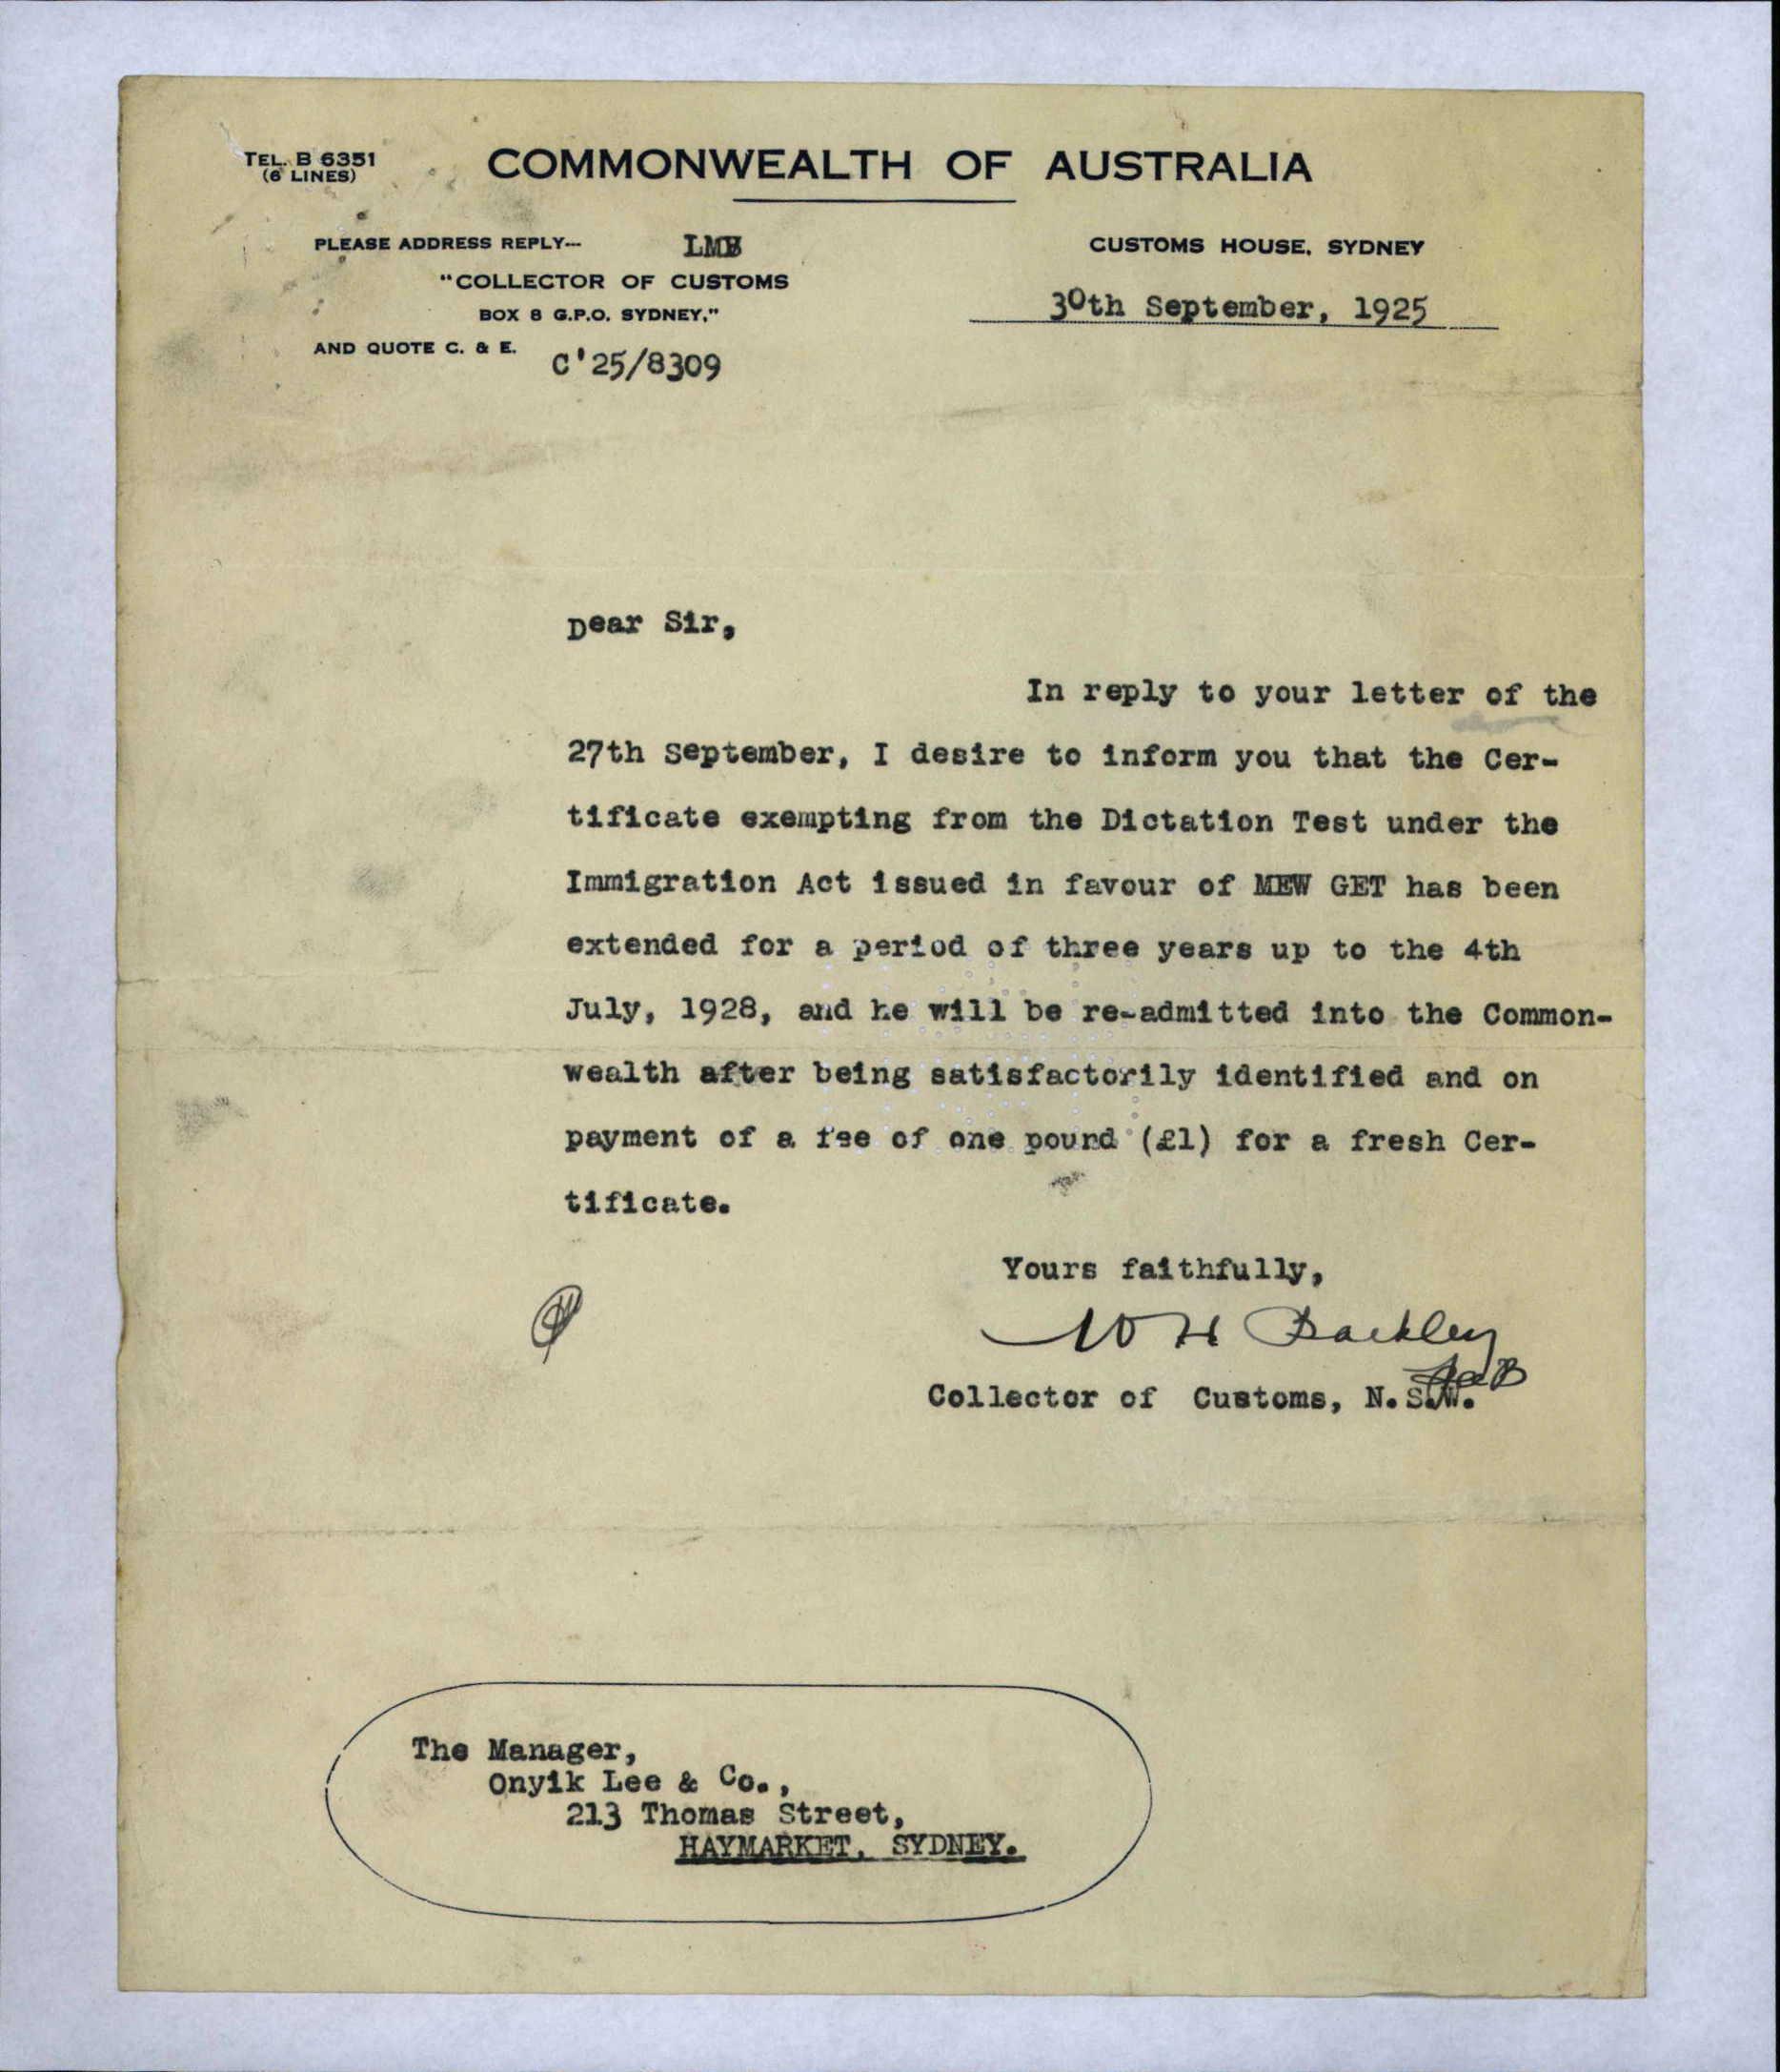 TEL. B 6351
(6 LINES)
COMMONWEALTH OF AUSTRALIA
PLEASE ADDRESS REPLY---
LMB
"COLLECTOR OF CUSTOMS
BOX 8 G.P.O. SYDNEY,"
AND QUOTE C. & E.
C'25/8309
CUSTOMS HOUSE, SYDNEY
30th September, 1925
Dear Sir,
In reply to your letter of the
27th September, I desire to inform you that the Cer-
tificate exempting from the Dictation Test under the
Immigration Act issued in favour of MEW GET has been
extended for a period of three years up to the 4th
July, 1928, and he will be re-admitted into the Common-
wealth after being satisfactorily identified and on
payment of a fee of one pound (£1) for a fresh Cer-
tificate.
Yours faithfully,
W H Barkley
Collector of Customs, N.S.W.
The Manager,
Onyik Lee & Co.,
213 Thomas Street,
HAYMARKET, SYDNEY.